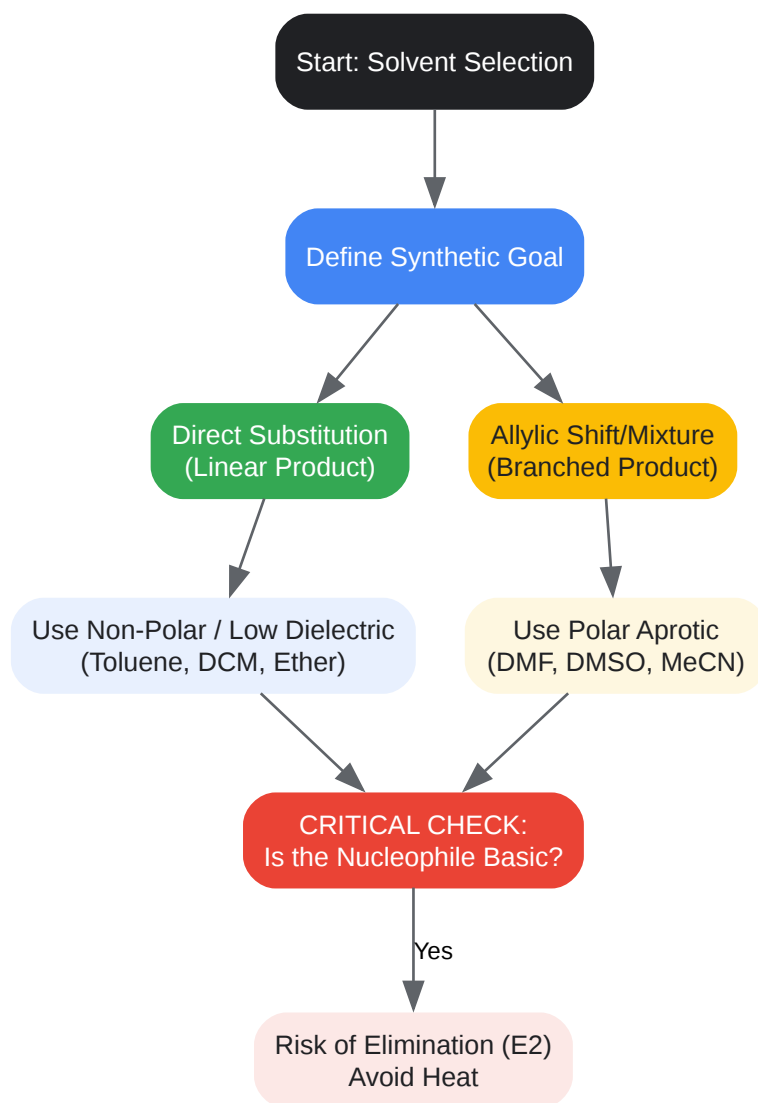 Start: Solvent Selection
Define Synthetic Goal
Direct Substitution
(Linear Product)
Allylic Shift/Mixture
(Branched Product)
Use Non-Polar / Low Dielectric
(Toluene, DCM, Ether)
Use Polar Aprotic
(DMF, DMSO, MeCN)
CRITICAL CHECK:
Is the Nucleophile Basic?
Yes
Risk of Elimination (E2)
Avoid Heat